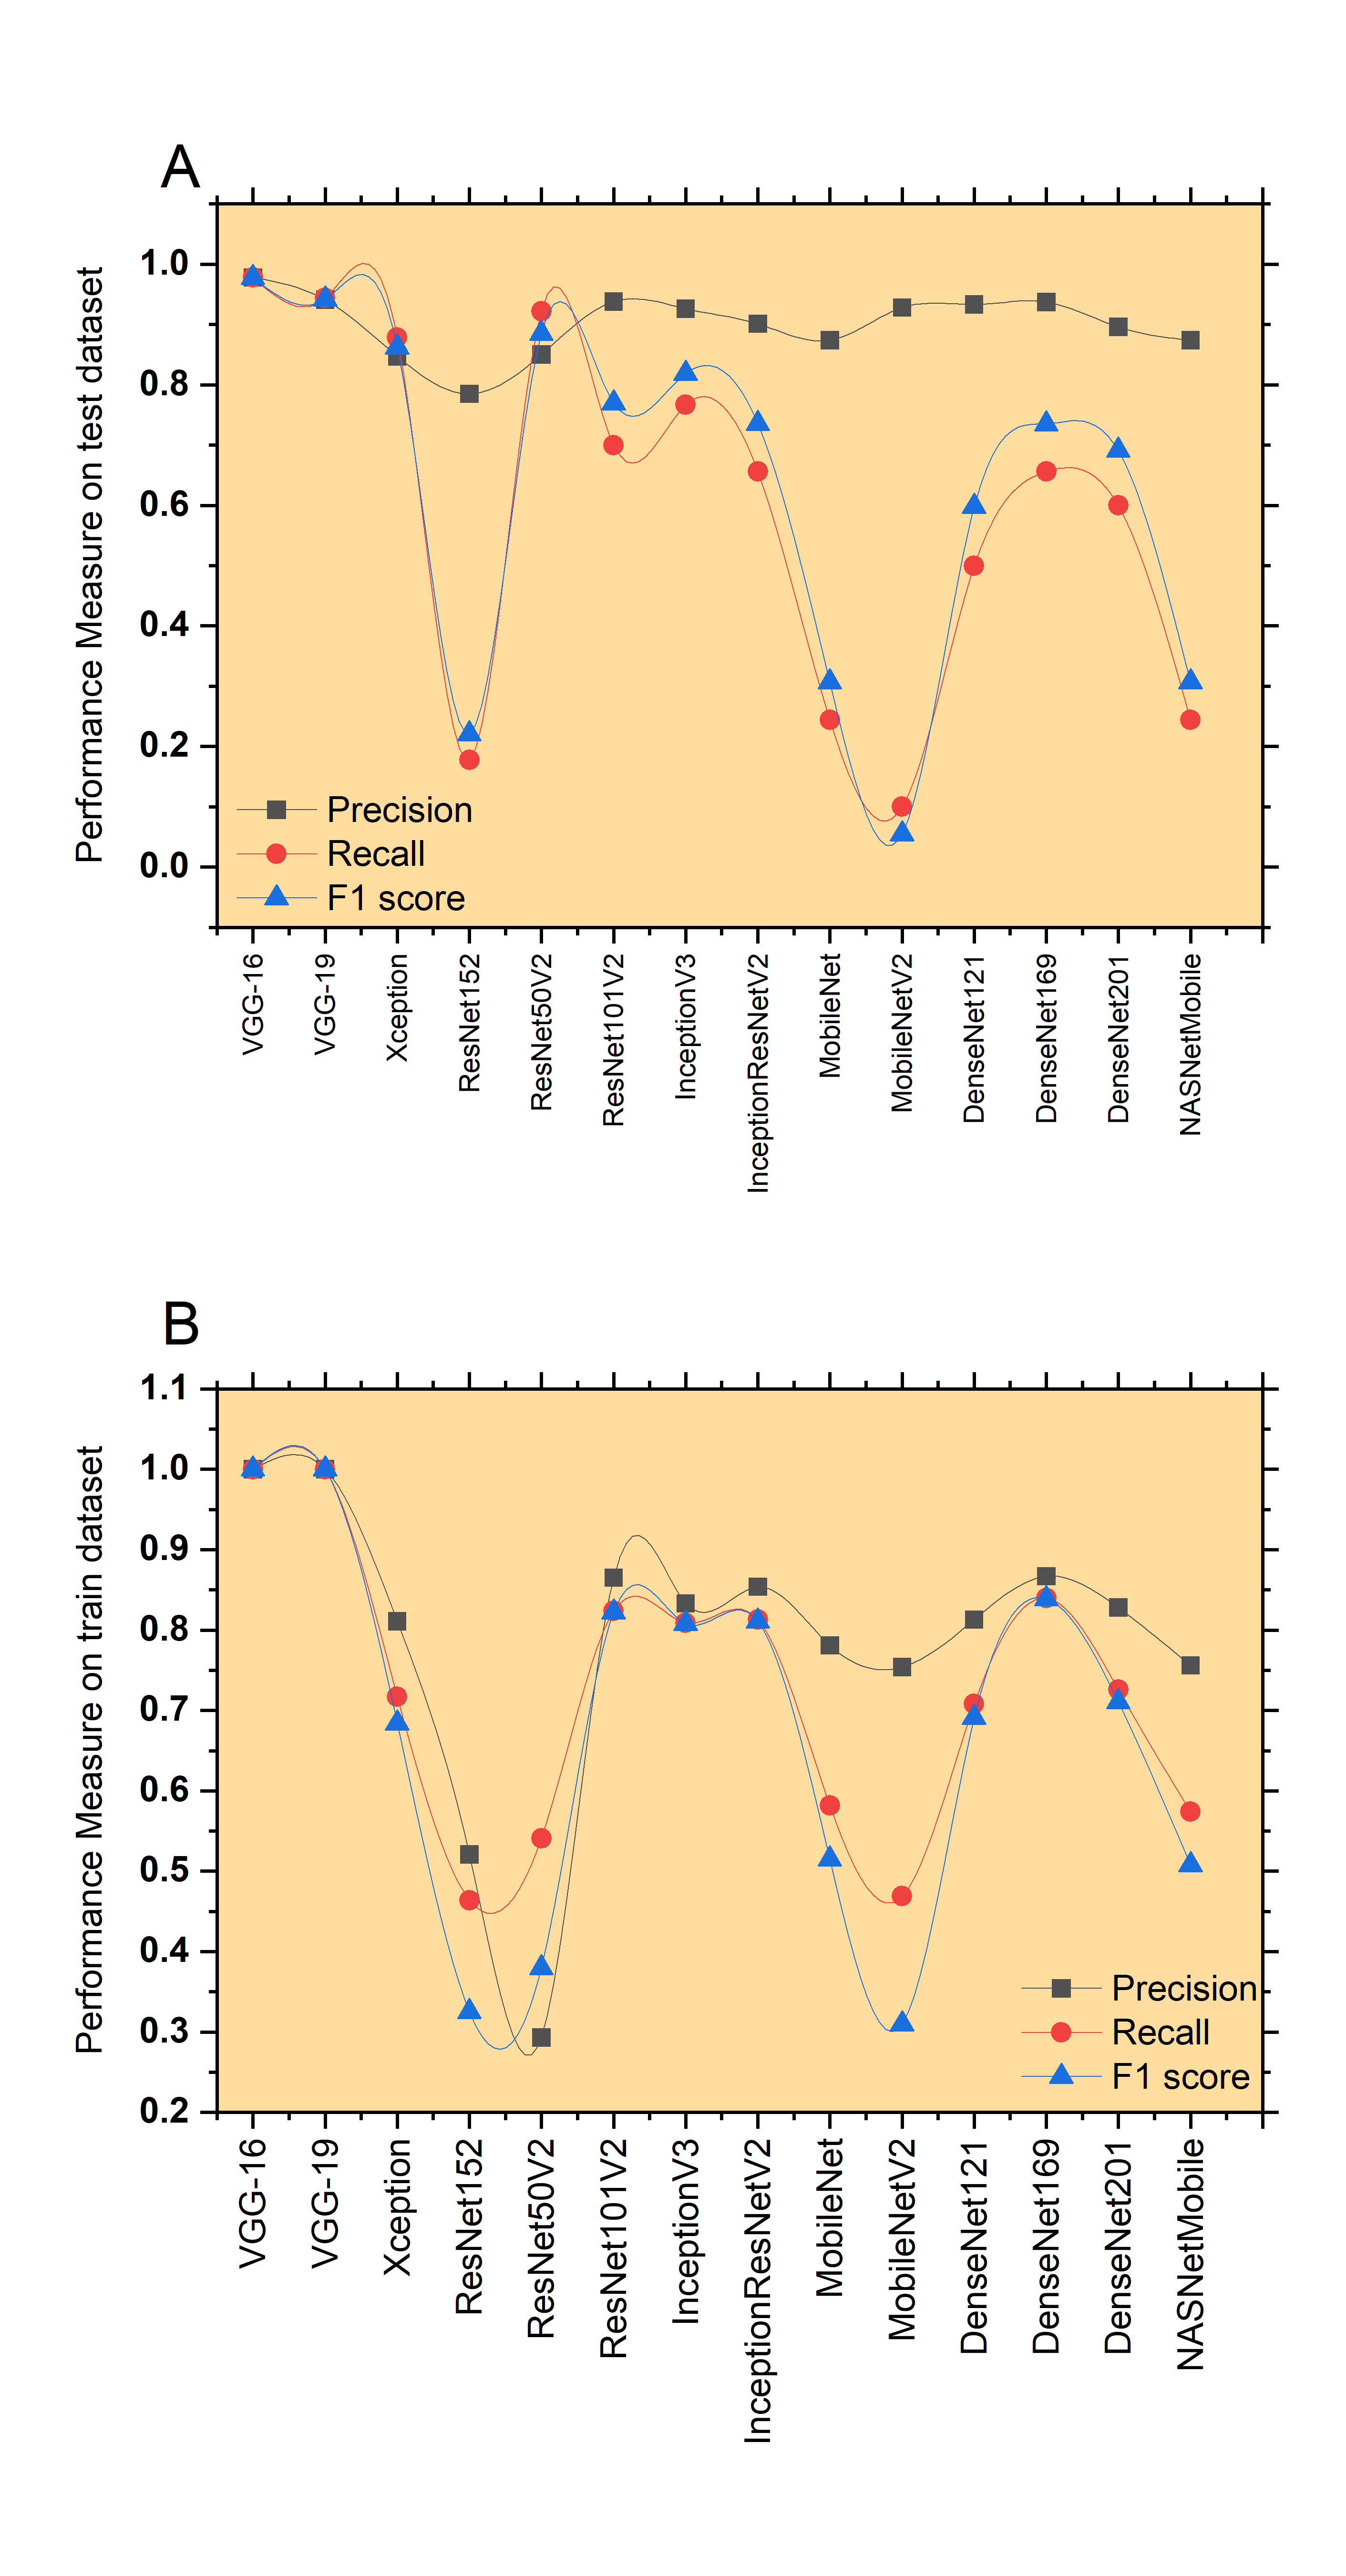 A
Performance Measure on test dataset
1.0
0.8
0.6
0.4
0.2
0.0
Precision
Recall
F1 score
VGG-16
VGG-19
Xception
ResNet152
ResNet50V2
ResNet101V2
InceptionV3
InceptionResNetV2
MobileNet
MobileNetV2
DenseNet121
DenseNet169
DenseNet201
NASNetMobile
B
Performance Measure on train dataset
1.1
1.0
0.9
0.8
0.7
0.6
0.5
0.4
0.3
0.2
Precision
Recall
F1 score
VGG-16
VGG-19
Xception
ResNet152
ResNet50V2
ResNet101V2
InceptionV3
InceptionResNetV2
MobileNet
MobileNetV2
DenseNet121
DenseNet169
DenseNet201
NASNetMobile